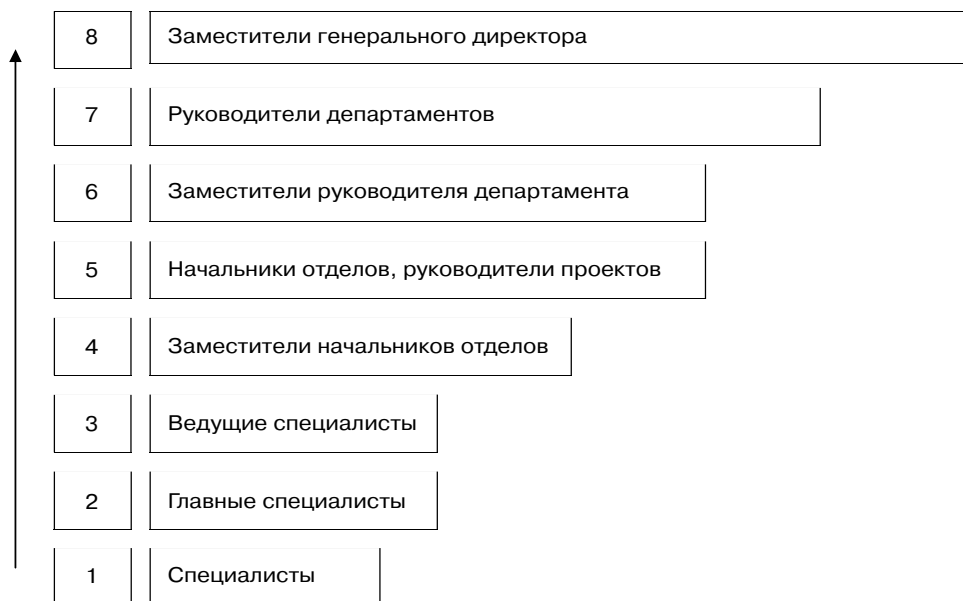 8 Заместители генерального директора
7 Руководители департаментов
6 Заместители руководителя департамента
5 Начальники отделов, руководители проектов
4 Заместители начальников отделов
3 Ведущие специалисты
2 Главные специалисты
1 Специалисты